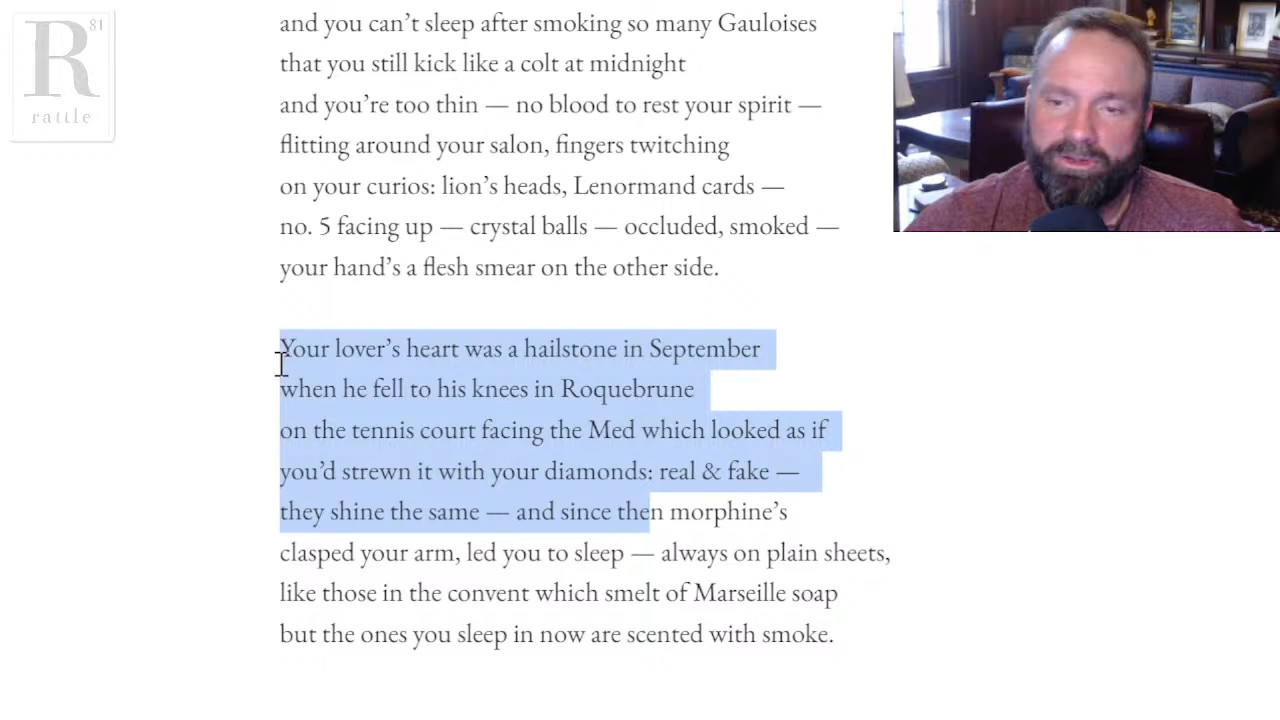 R
81
rattle
and you can’t sleep after smoking so many Gauloises
that you still kick like a colt at midnight
and you’re too thin — no blood to rest your spirit —
flitting around your salon, fingers twitching
on your curios: lion’s heads, Lenormand cards —
no. 5 facing up — crystal balls — occluded, smoked —
your hand’s a flesh smear on the other side.
Your lover’s heart was a hailstone in September
when he fell to his knees in Roquebrune
on the tennis court facing the Med which looked as if
you’d strewn it with your diamonds: real & fake —
they shine the same — and since then morphine’s
clasped your arm, led you to sleep — always on plain sheets,
like those in the convent which smelt of Marseille soap
but the ones you sleep in now are scented with smoke.